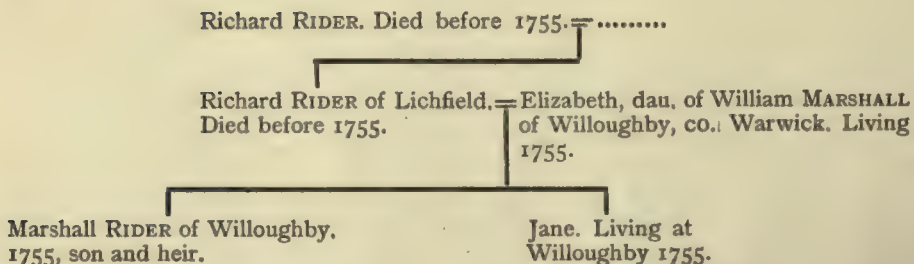 Richard RIDER. Died before 1755.=.........
Richard RIDER of Lichfield.=Elizabeth, dau. of William MARSHALL
Died before 1755. of Willoughby, co. Warwick. Living
1755.
Marshall RIDER of Willoughby. Jane. Living at
1755, son and heir. Willoughby 1755.